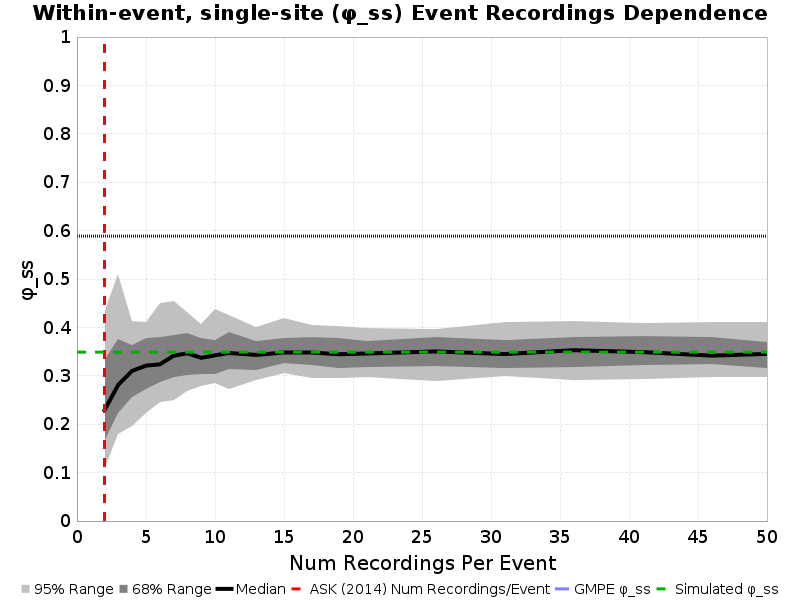 Within-event, single-site (φ_ss) Event Recordings Dependence
1
0.9
0.8
0.7
0.6
0.5
0.4
0.3
0.2
0.1
0
φ_ss
0 5 10 15 20 25 30 35 40 45 50
Num Recordings Per Event
95% Range 68% Range Median ASK (2014) Num Recordings/Event GMPE φ_ss Simulated φ_ss